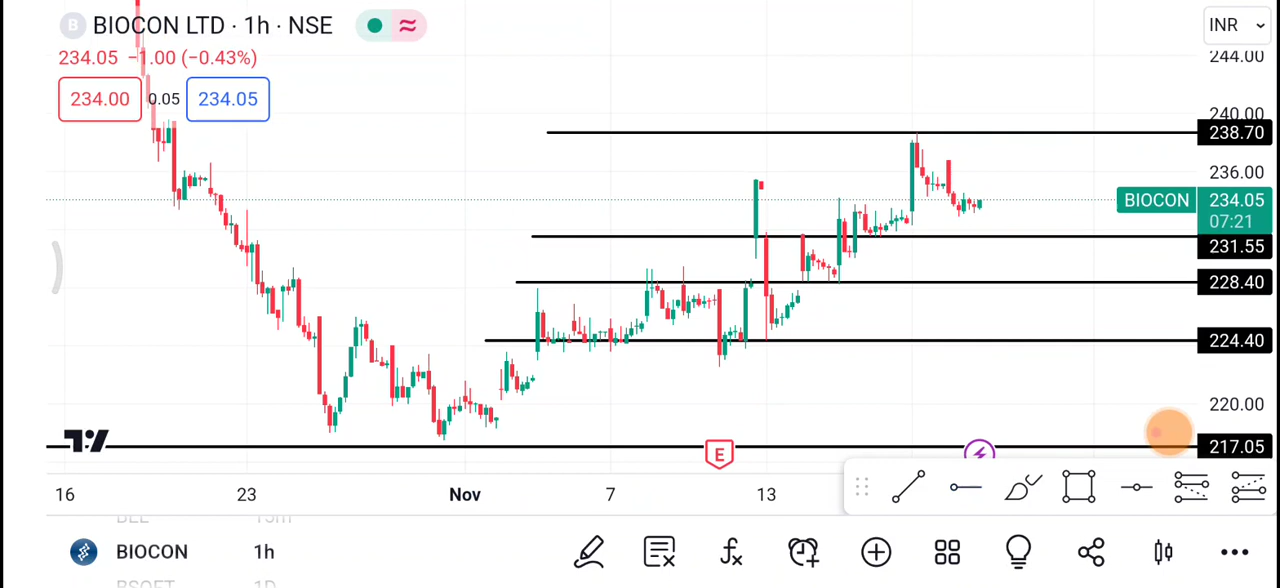 B BIOCON LTD · 1h · NSE
INR
234.05 −1.00 (−0.43%)
244.00
234.00 0.05 234.05
240.00
238.70
236.00
BIOCON 234.05
07:21
231.55
228.40
224.40
220.00
217.05
E
16 23 Nov 7 13
BIOCON 1h